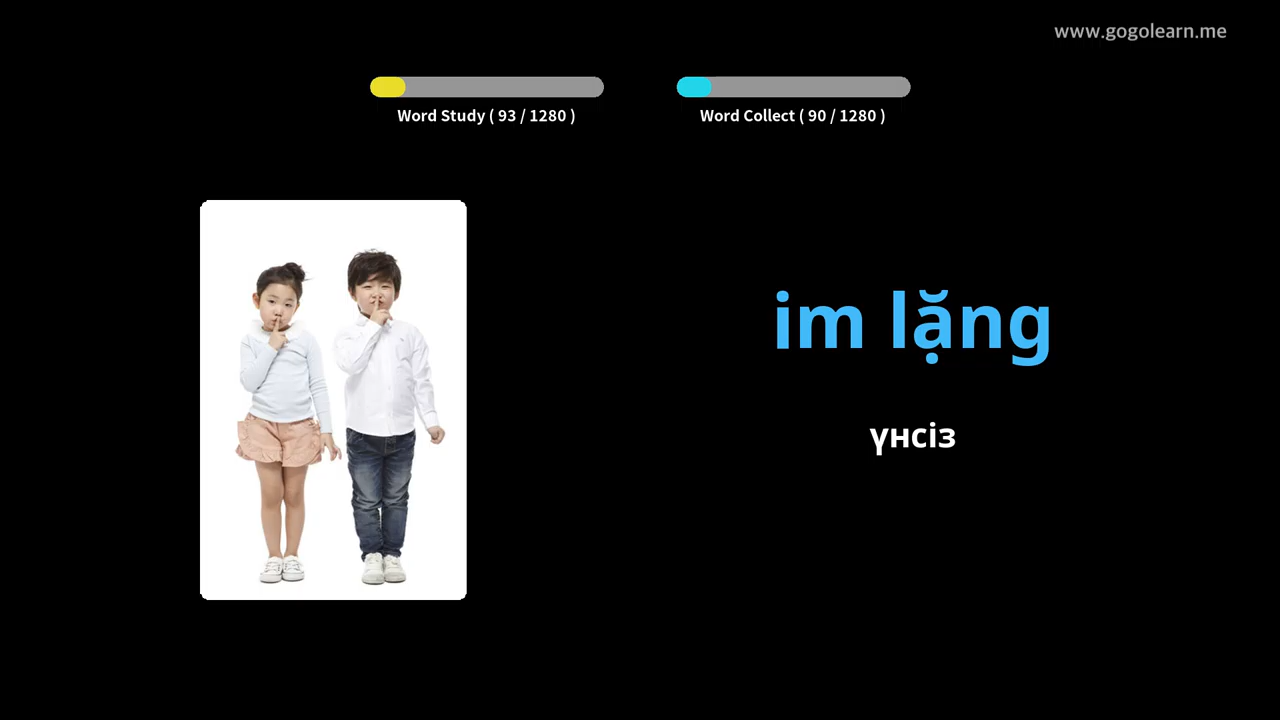 www.gogolearn.me
Word Study ( 93 / 1280 )
Word Collect ( 90 / 1280 )
im lặng
үнсіз